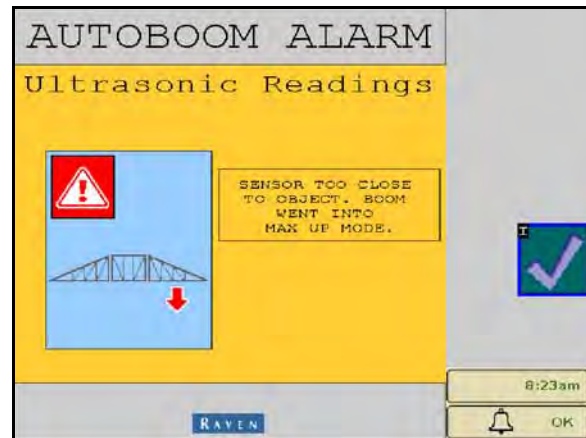 AUTOBOOM ALARM
Ultrasonic Readings
SENSOR TOO CLOSE
TO OBJECT. BOOM
WENT INTO
MAX UP MODE.
I
8:23am
RAVEN
OK